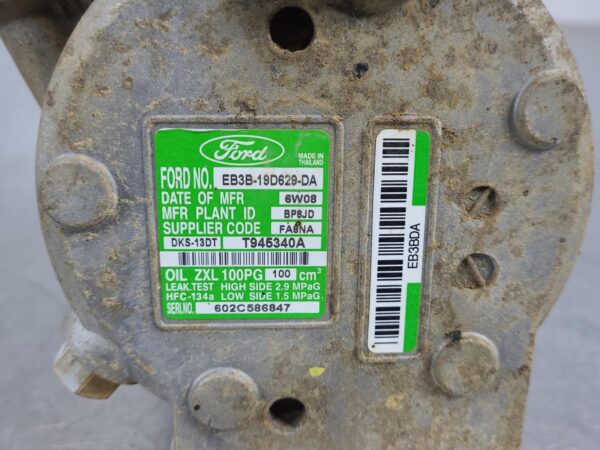 Ford
MADE IN
THAILAND
FORD NO. EB3B-19D629-DA
DATE OF MFR 6W08
MFR PLANT ID BP8JD
SUPPLIER CODE FA9NA
DKS-13DT T945340A
OIL ZXL 100PG 100 cm³
LEAK.TEST HIGH SIDE 2.9 MPaG
HFC-134a LOW SIDE 1.5 MPaG
SERI.NO. 602C586847
EB3BDA